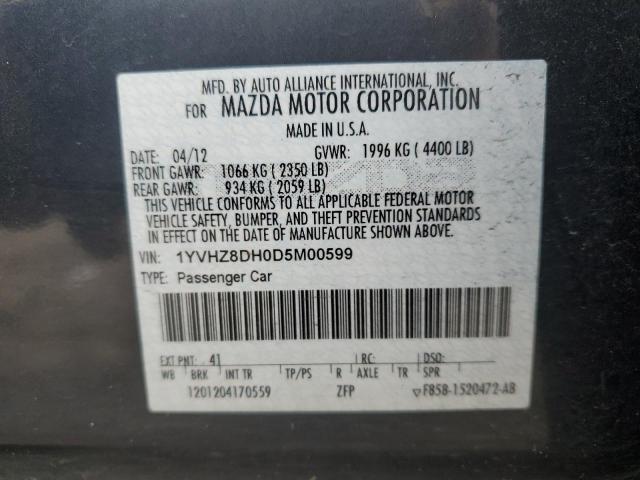 MFD. BY AUTO ALLIANCE INTERNATIONAL, INC.
FOR MAZDA MOTOR CORPORATION
MADE IN U.S.A.
DATE: 04/12 GVWR: 1996 KG ( 4400 LB)
FRONT GAWR: 1066 KG ( 2350 LB)
REAR GAWR: 934 KG ( 2059 LB)
THIS VEHICLE CONFORMS TO ALL APPLICABLE FEDERAL MOTOR
VEHICLE SAFETY, BUMPER, AND THEFT PREVENTION STANDARDS
IN EFFECT ON THE DATE OF MANUFACTURE SHOWN ABOVE.
VIN: 1YVHZ8DH0D5M00599
TYPE: Passenger Car
EXT PNT: 41 RC: DSO:
WB BRK INT TR TP/PS R AXLE TR SPR
1201204170559 ZFP F85B-1520472-AB